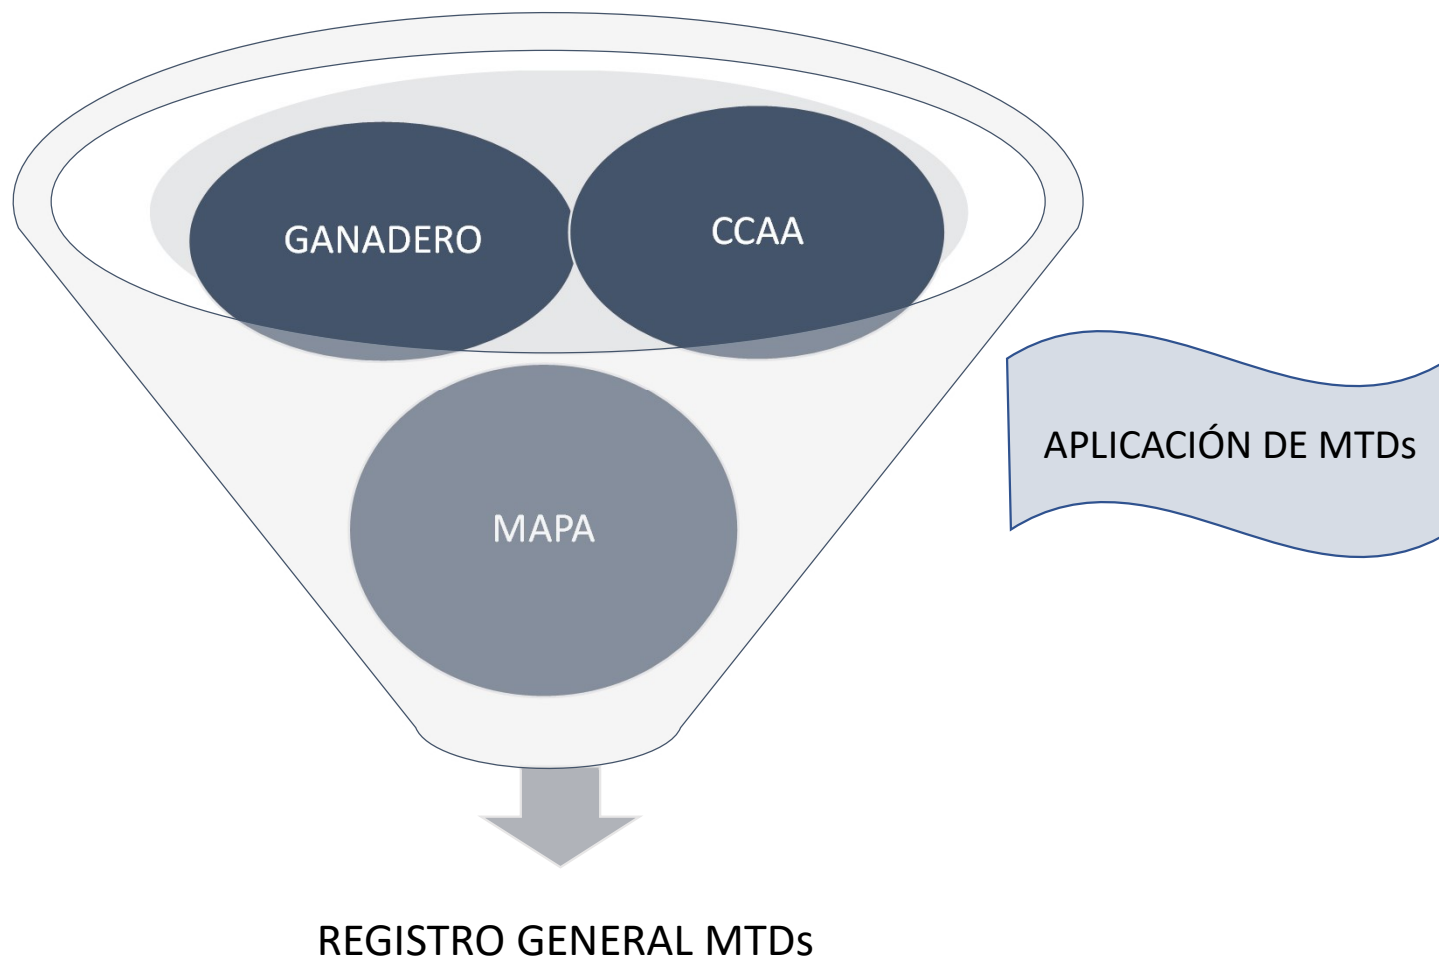 GANADERO
CCAA
MAPA
APLICACIÓN DE MTDs
REGISTRO GENERAL MTDs